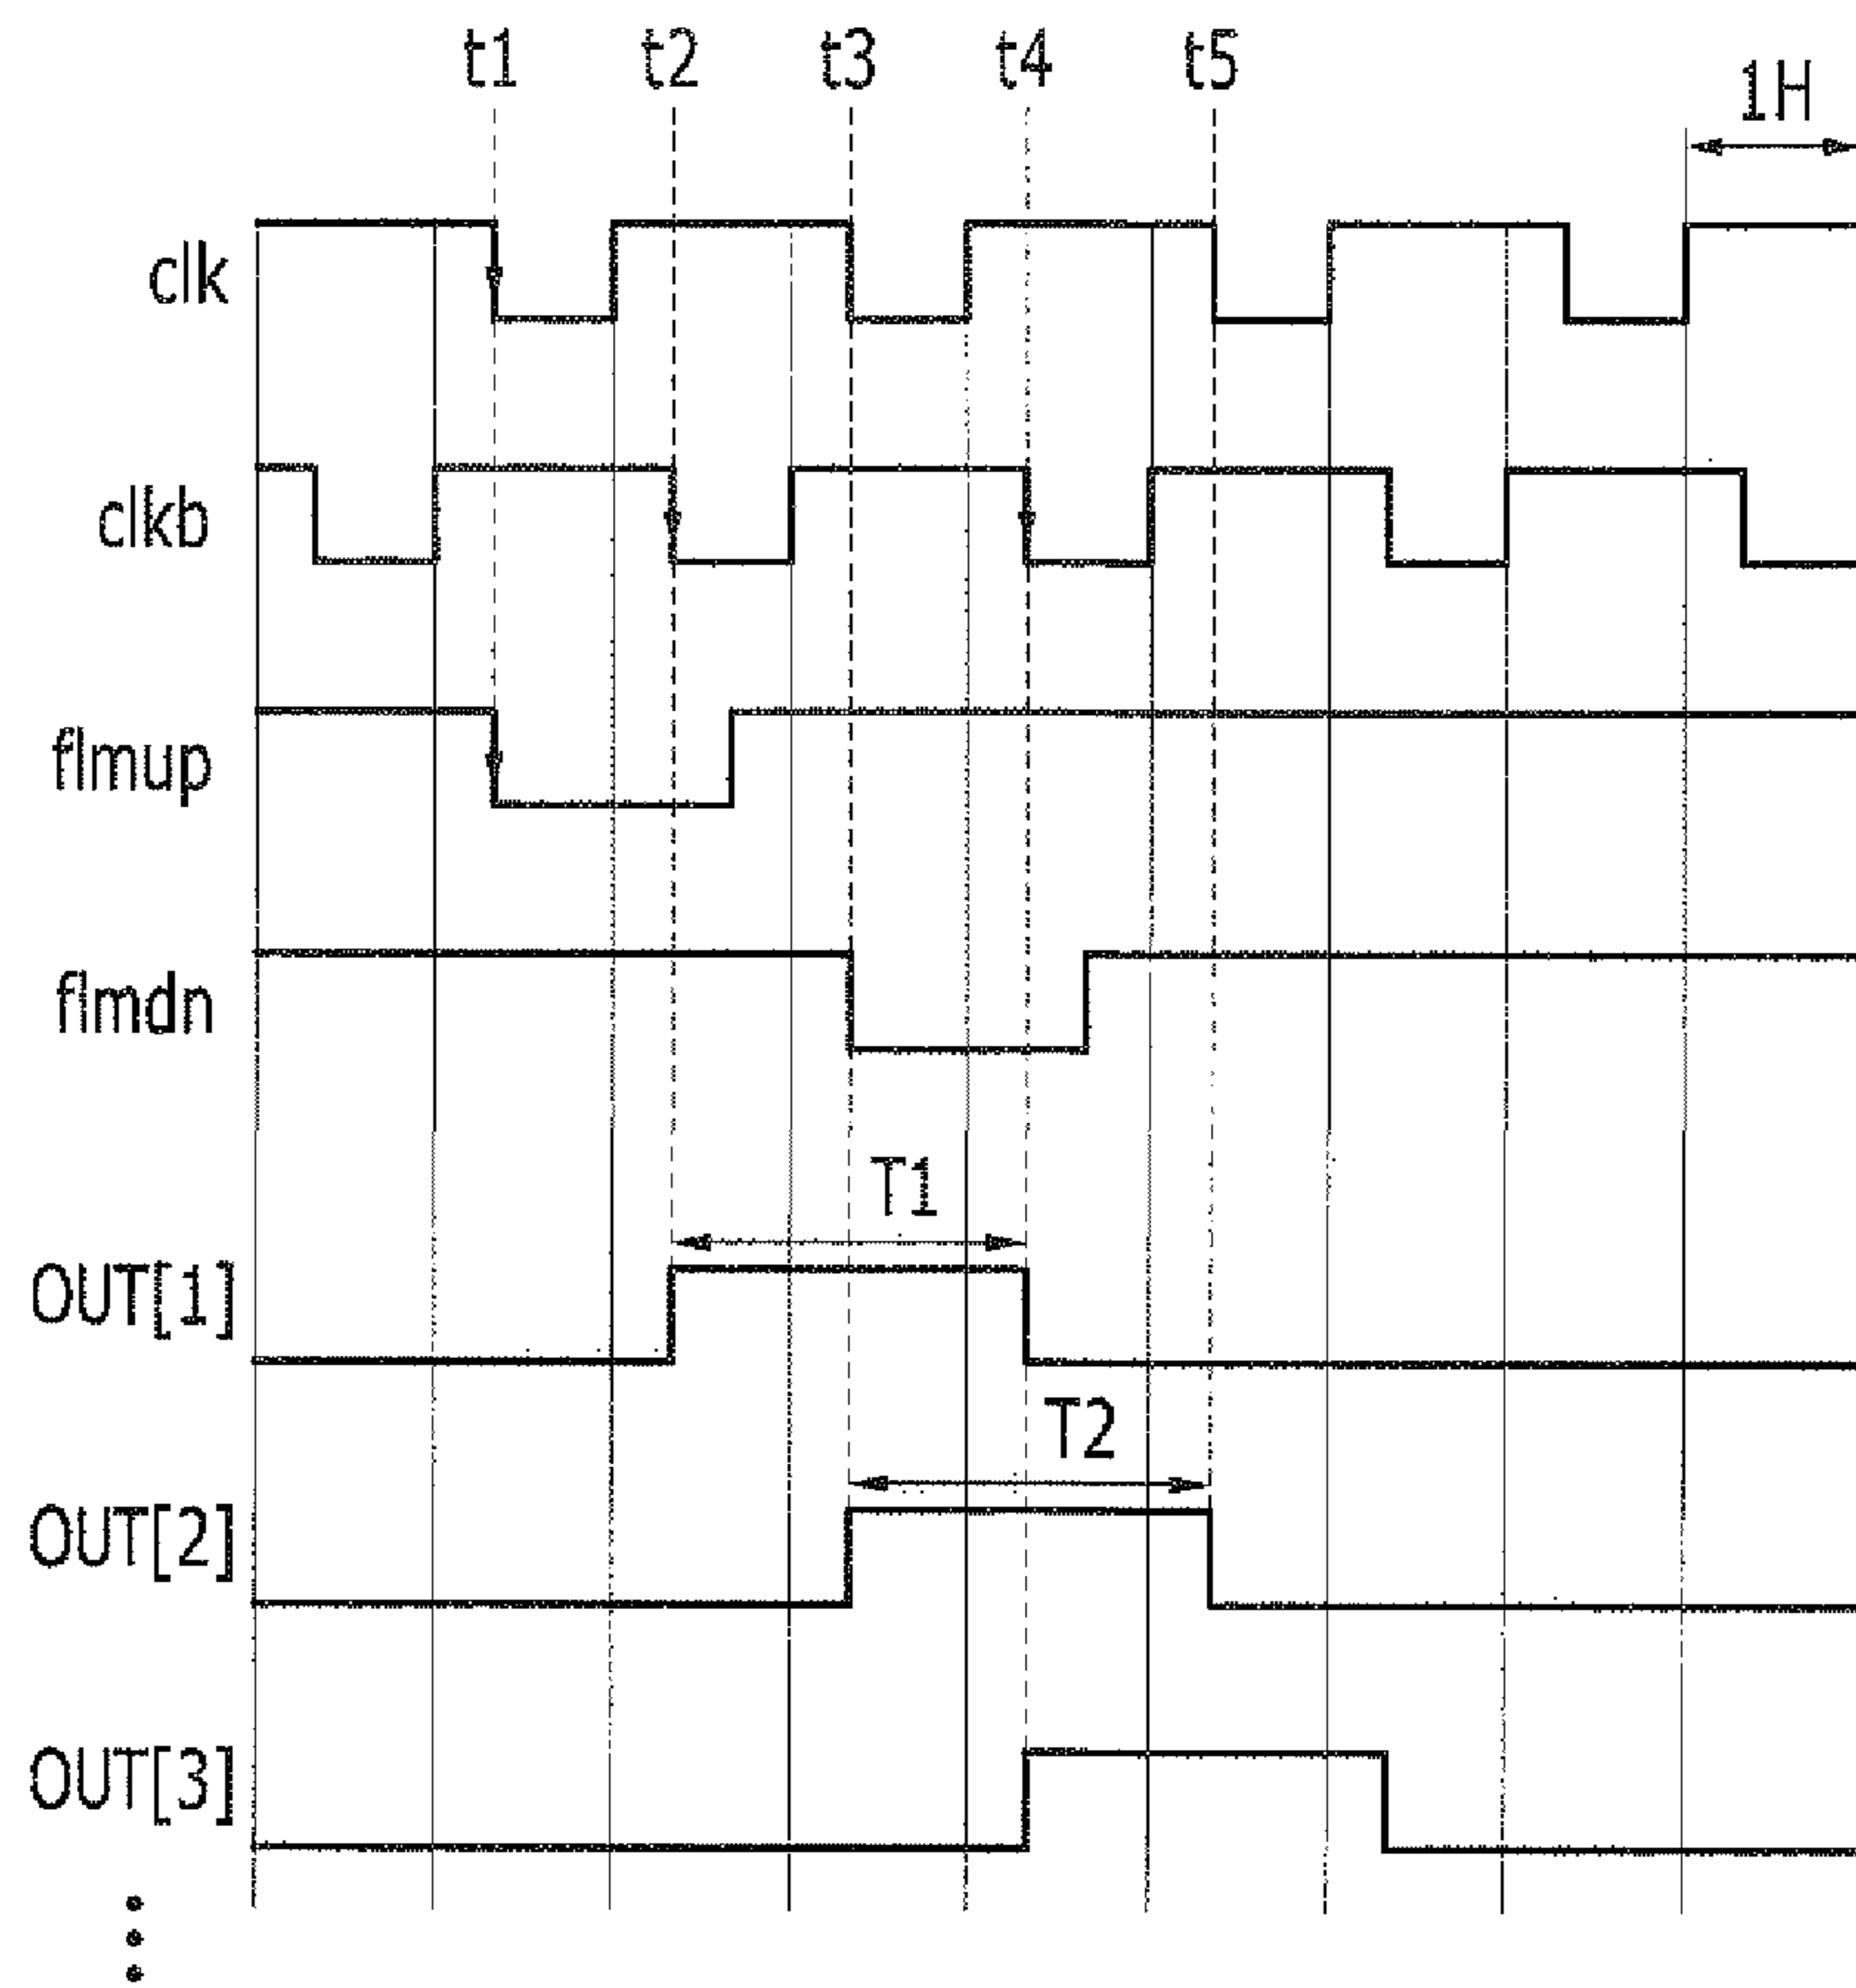 t1 t2 t3 t4 t5
1H
clk
clkb
flmup
flmdn
T1
OUT[1]
T2
OUT[2]
OUT[3]